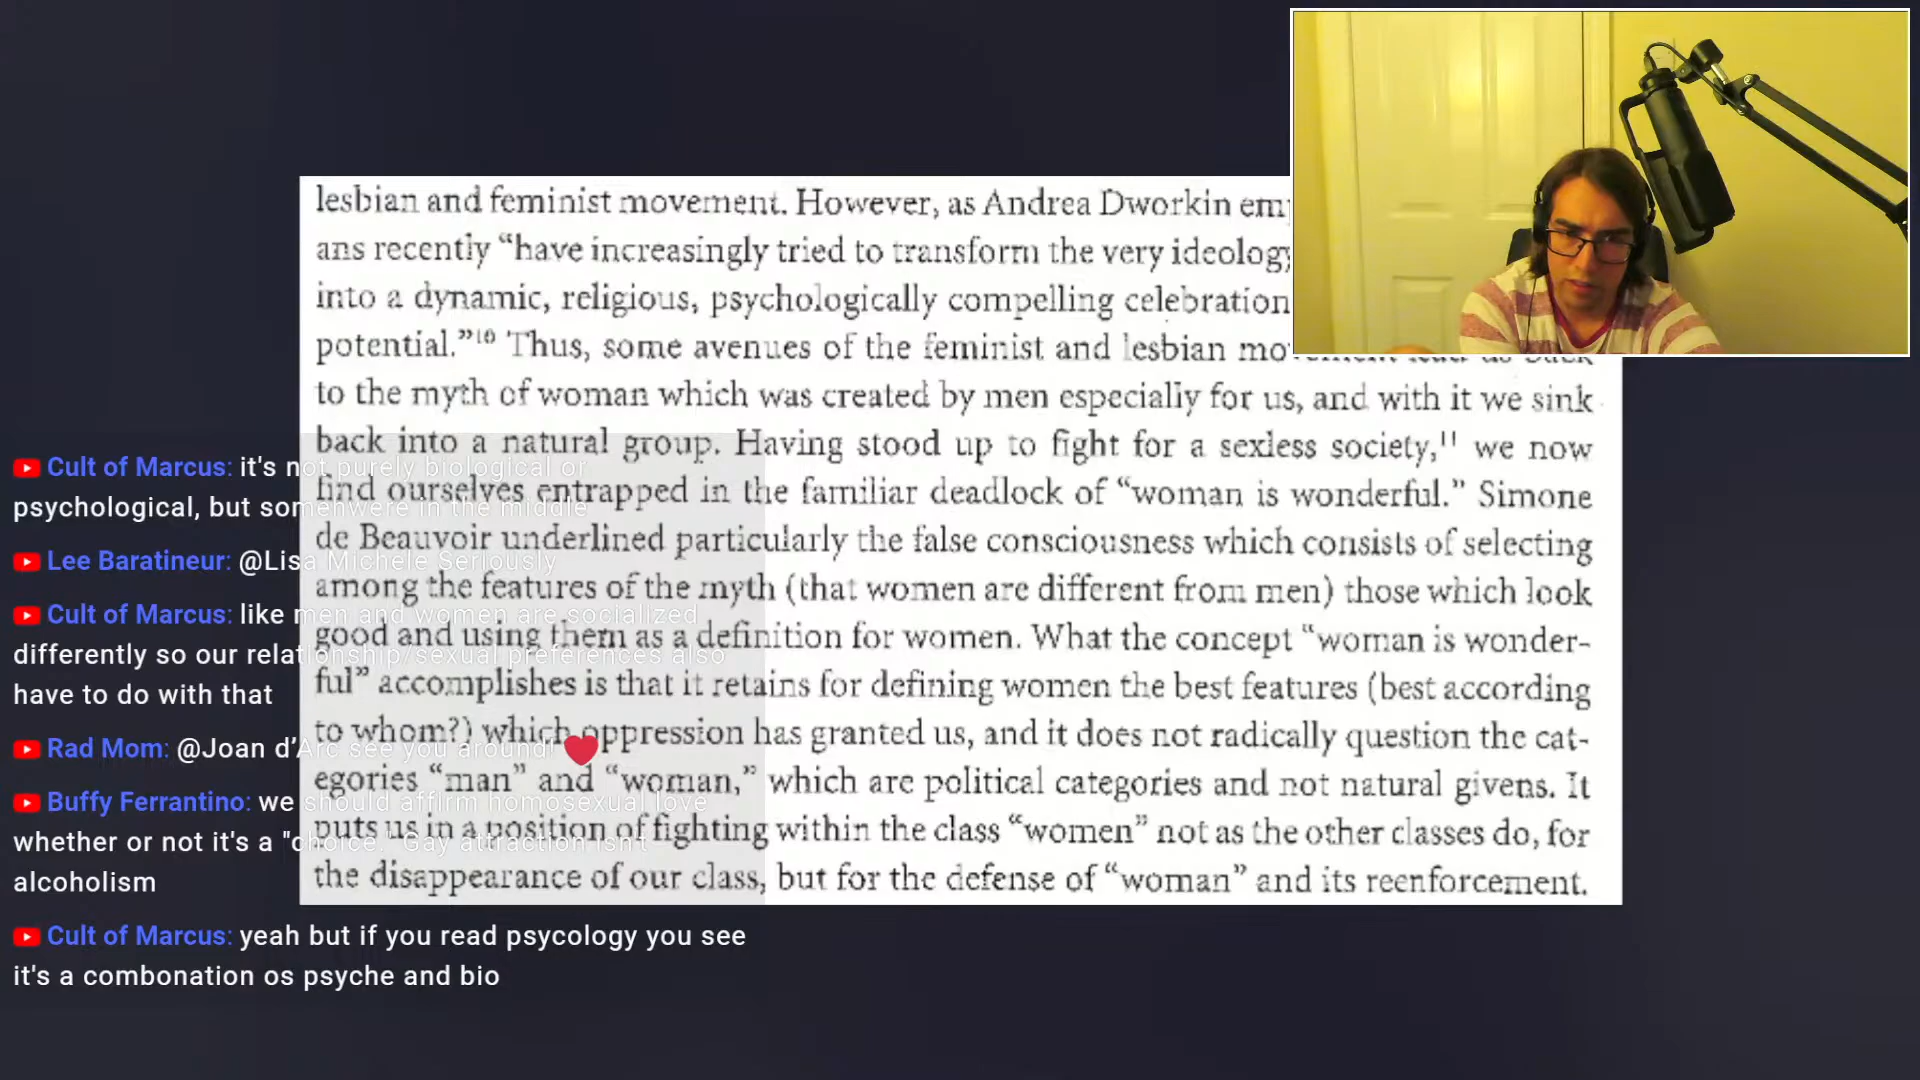 lesbian and feminist movement. However, as Andrea Dworkin em
ans recently “have increasingly tried to transform the very ideology
into a dynamic, religious, psychologically compelling celebration
potential.”¹⁰ Thus, some avenues of the feminist and lesbian movement lead us back
to the myth of woman which was created by men especially for us, and with it we sink
back into a natural group. Having stood up to fight for a sexless society,¹¹ we now
find ourselves entrapped in the familiar deadlock of “woman is wonderful.” Simone
de Beauvoir underlined particularly the false consciousness which consists of selecting
among the features of the myth (that women are different from men) those which look
good and using them as a definition for women. What the concept “woman is wonder-
ful” accomplishes is that it retains for defining women the best features (best according
to whom?) which oppression has granted us, and it does not radically question the cat-
egories “man” and “woman,” which are political categories and not natural givens. It
puts us in a position of fighting within the class “women” not as the other classes do, for
the disappearance of our class, but for the defense of “woman” and its reenforcement.
Cult of Marcus: it's not purely biological or
psychological, but somenwere in the middle
Lee Baratineur: @Lisa Michele Seriously
Cult of Marcus: like men and women are socialized
differently so our relationship/sexual preferences also
have to do with that
Rad Mom: @Joan d’Arc see you around! ❤
Buffy Ferrantino: we should affirm homosexual love
whether or not it's a "choice." Gay attraction isn't
alcoholism
Cult of Marcus: yeah but if you read psycology you see
it's a combonation os psyche and bio